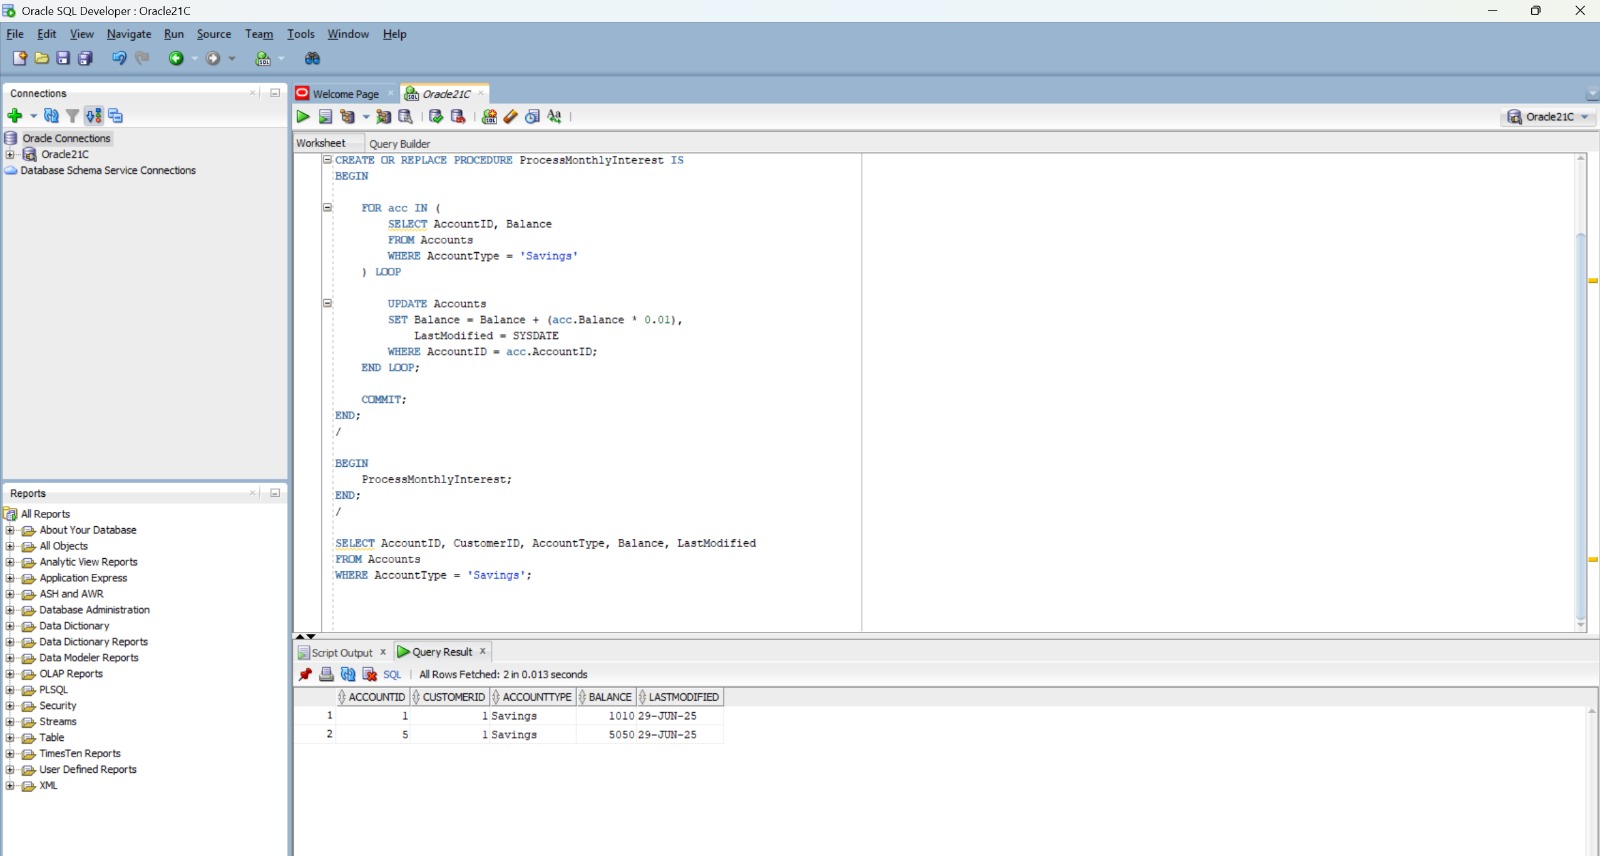 Oracle SQL Developer : Oracle21C
File Edit View Navigate Run Source Team Tools Window Help
Connections
Oracle Connections
Oracle21C
Database Schema Service Connections
Reports
All Reports
About Your Database
All Objects
Analytic View Reports
Application Express
ASH and AWR
Database Administration
Data Dictionary
Data Dictionary Reports
Data Modeler Reports
OLAP Reports
PLSQL
Security
Streams
Table
TimesTen Reports
User Defined Reports
XML
Welcome Page Oracle21C
Oracle21C
Worksheet Query Builder
CREATE OR REPLACE PROCEDURE ProcessMonthlyInterest IS
BEGIN
FOR acc IN (
SELECT AccountID, Balance
FROM Accounts
WHERE AccountType = 'Savings'
) LOOP
UPDATE Accounts
SET Balance = Balance + (acc.Balance * 0.01),
LastModified = SYSDATE
WHERE AccountID = acc.AccountID;
END LOOP;
COMMIT;
END;
/
BEGIN
ProcessMonthlyInterest;
END;
/
SELECT AccountID, CustomerID, AccountType, Balance, LastModified
FROM Accounts
WHERE AccountType = 'Savings';
Script Output Query Result
SQL All Rows Fetched: 2 in 0.013 seconds
ACCOUNTID CUSTOMERID ACCOUNTTYPE BALANCE LASTMODIFIED
1 1 1 Savings 1010 29-JUN-25
2 5 1 Savings 5050 29-JUN-25